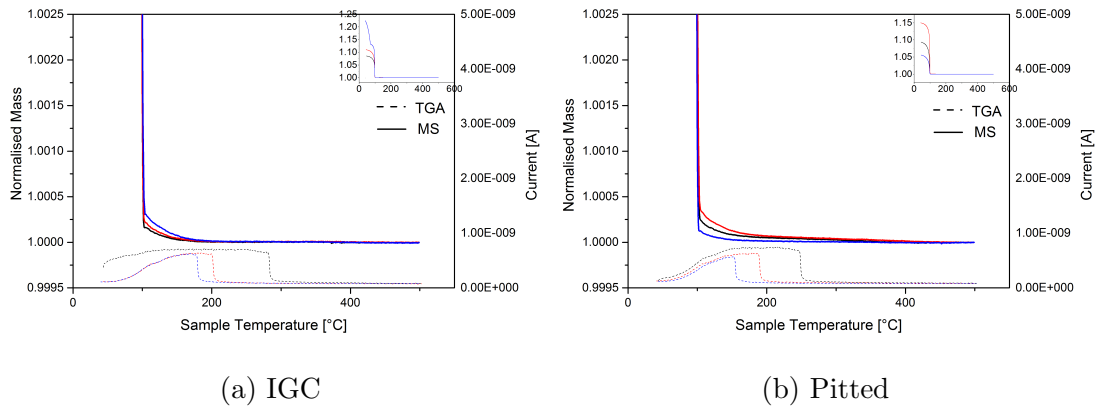 1.0025
1.0020
1.0015
1.0010
1.0005
1.0000
0.9995
Normalised Mass
0
200
400
Sample Temperature [°C]
5.00E-009
4.00E-009
3.00E-009
2.00E-009
1.00E-009
0.00E+000
Current [A]
1.25
1.20
1.15
1.10
1.05
1.00
0
200
400
600
TGA
MS
(a) IGC
1.0025
1.0020
1.0015
1.0010
1.0005
1.0000
0.9995
Normalised Mass
0
200
400
Sample Temperature [°C]
5.00E-009
4.00E-009
3.00E-009
2.00E-009
1.00E-009
0.00E+000
Current [A]
1.15
1.10
1.05
1.00
0
200
400
600
TGA
MS
(b) Pitted